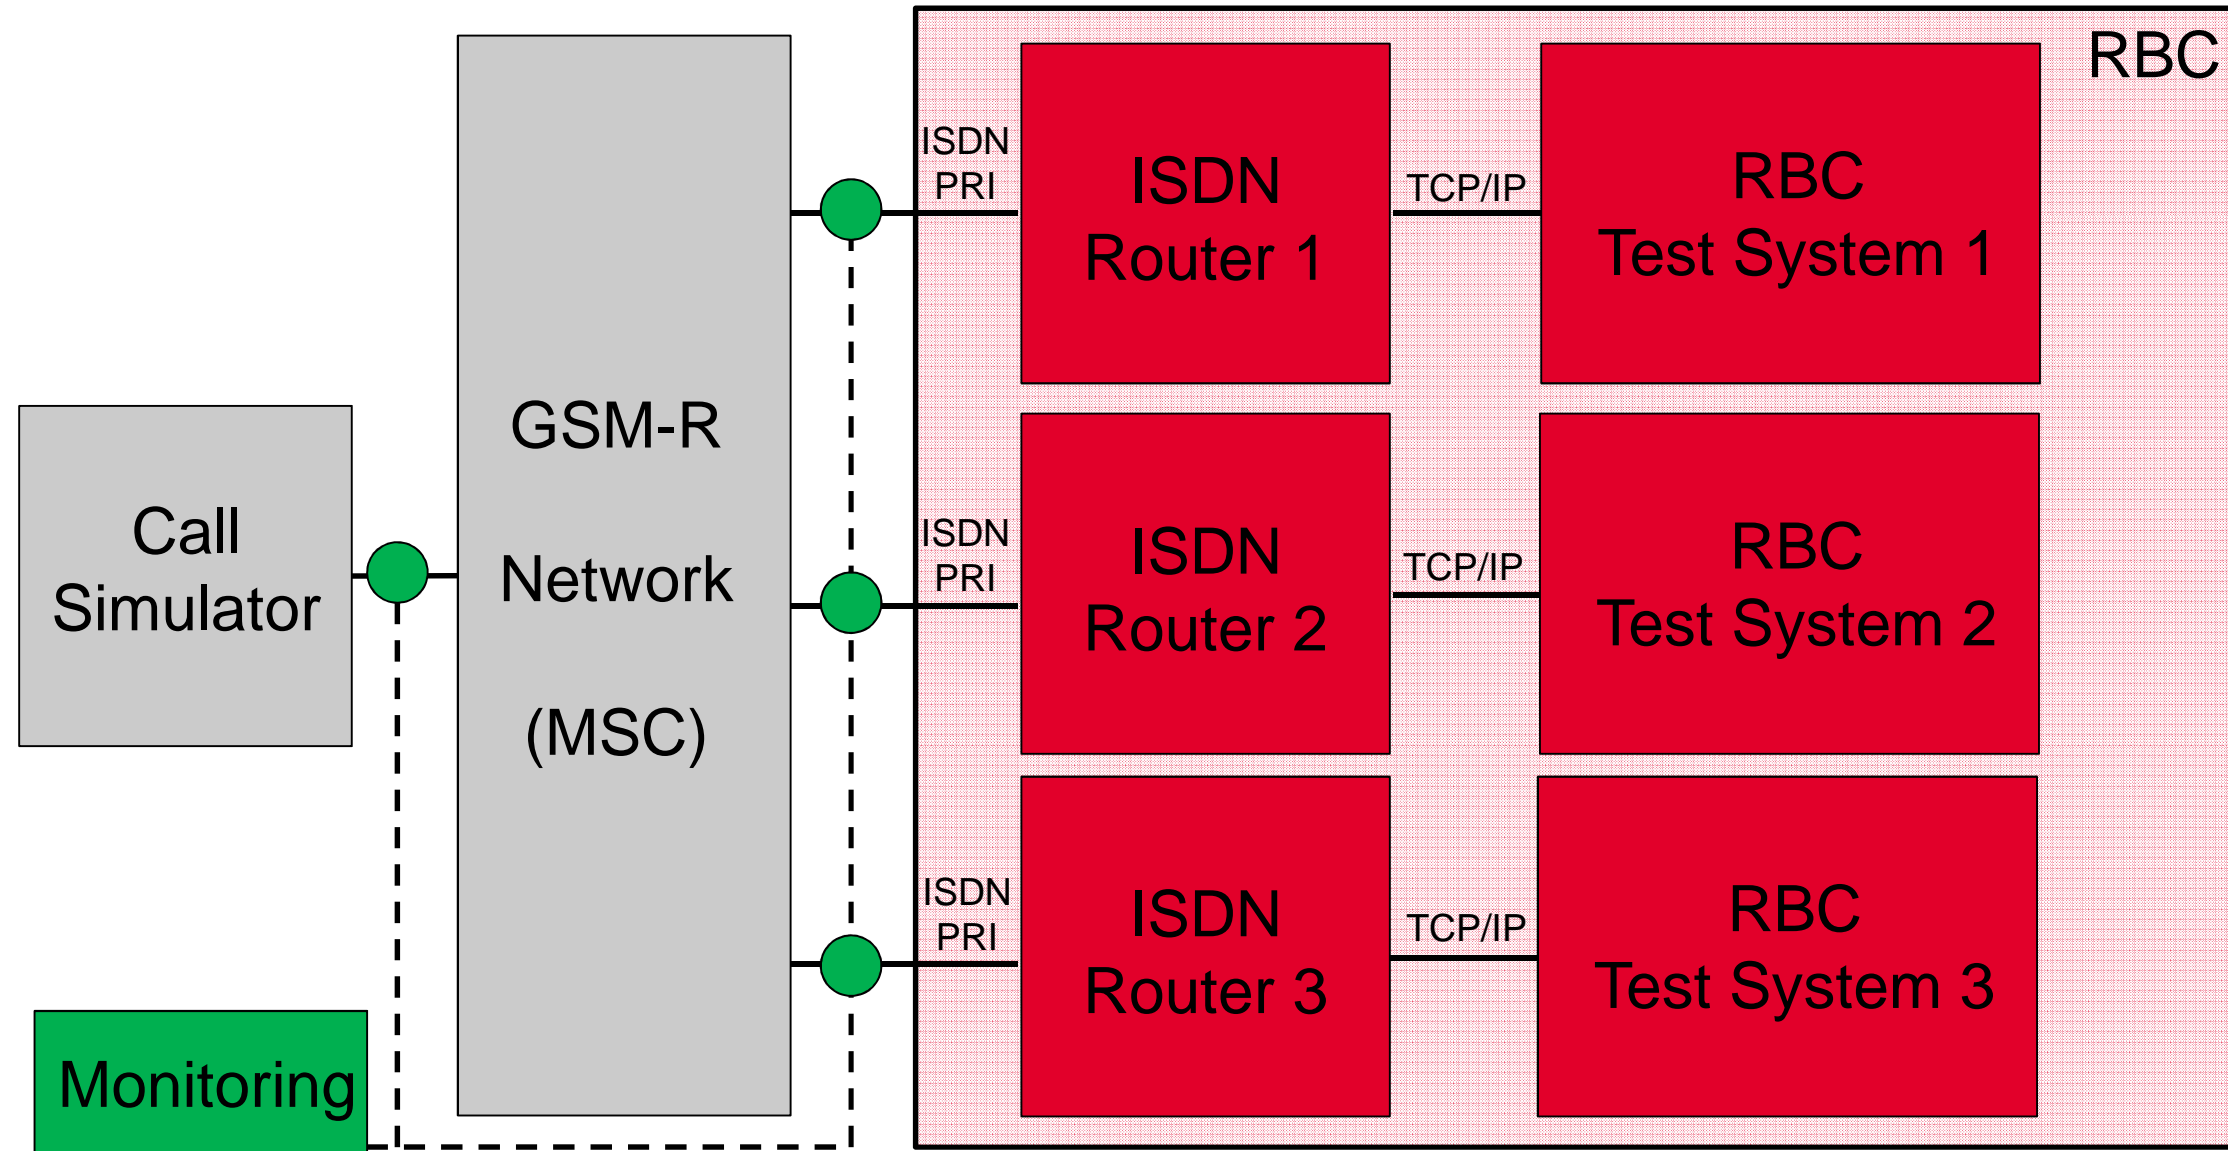 RBC
ISDN
PRI
ISDN
Router 1
TCP/IP
RBC
Test System 1
Call
Simulator
GSM-R
Network
(MSC)
ISDN
PRI
ISDN
Router 2
TCP/IP
RBC
Test System 2
ISDN
PRI
ISDN
Router 3
TCP/IP
RBC
Test System 3
Monitoring